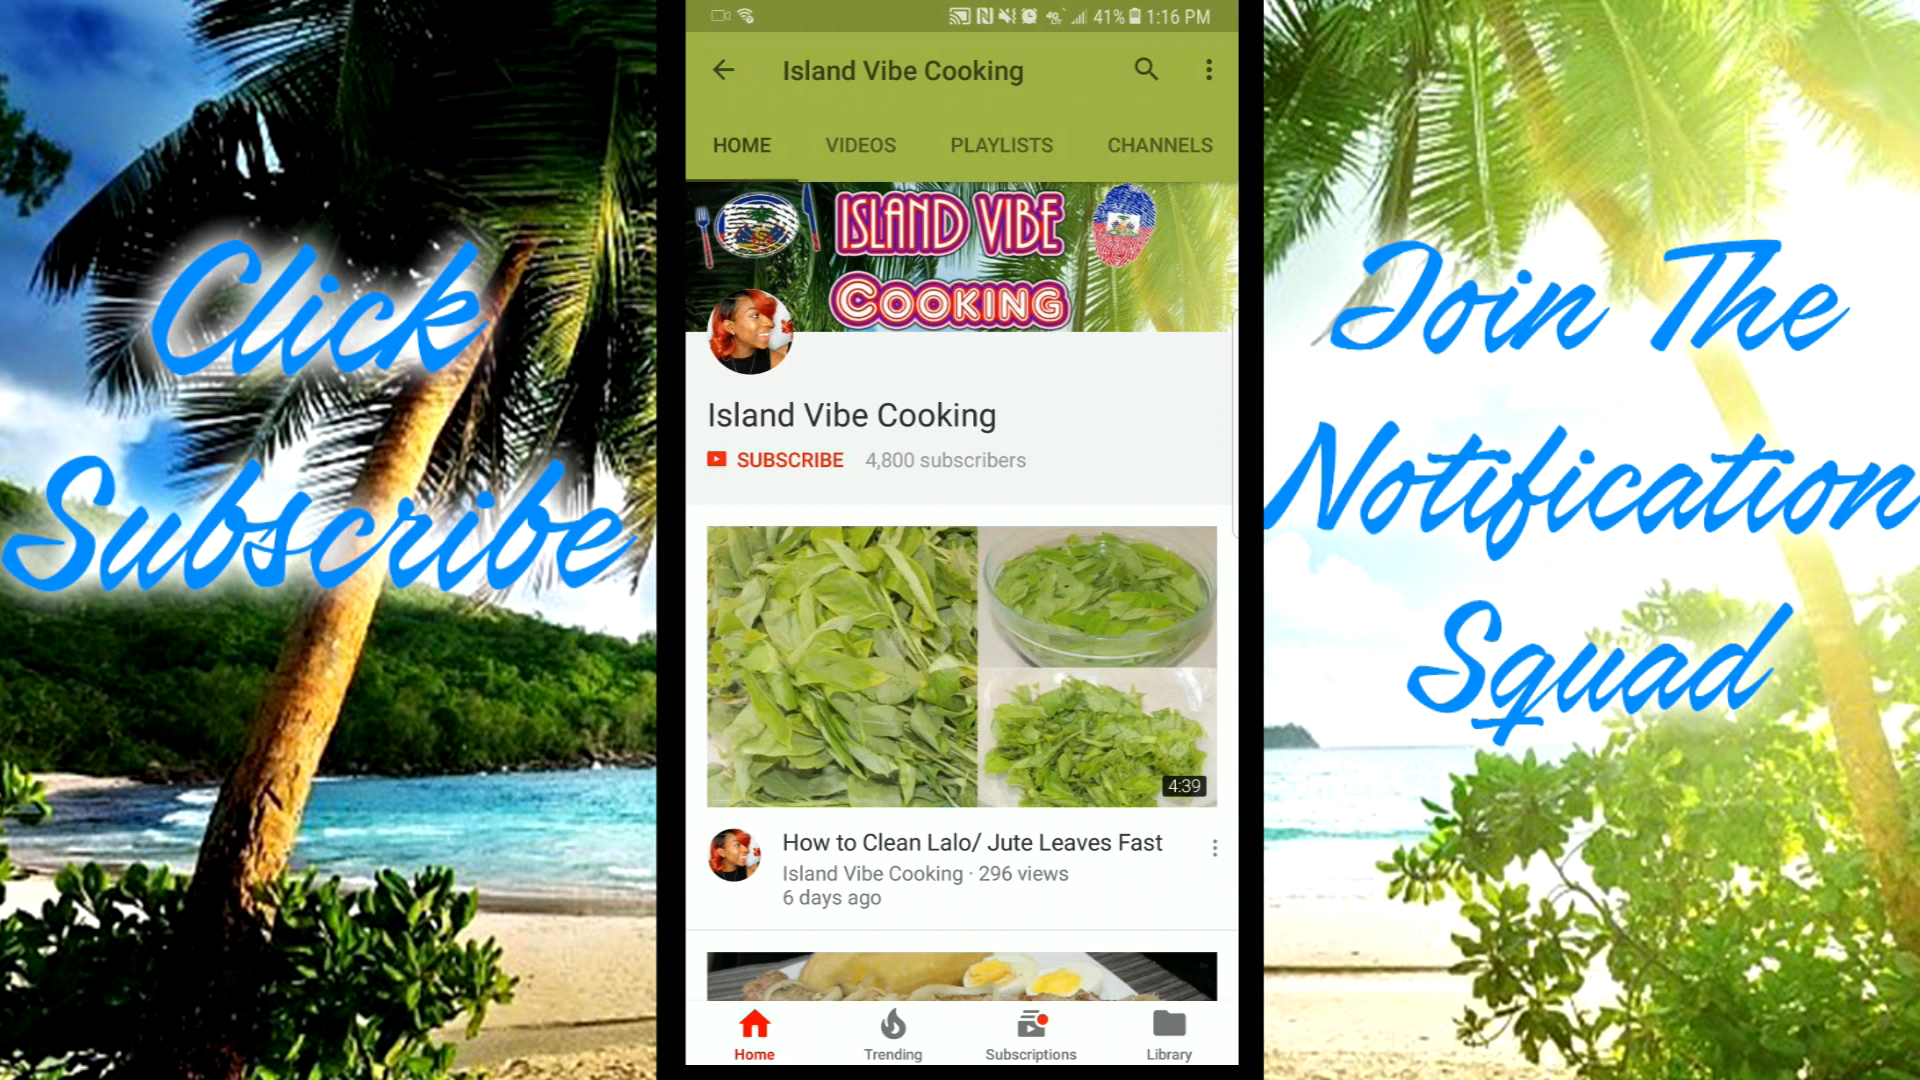 Click
Subscribe
41% 1:16 PM
Island Vibe Cooking
HOME VIDEOS PLAYLISTS CHANNELS
ISLAND VIBE
COOKING
Island Vibe Cooking
SUBSCRIBE 4,800 subscribers
4:39
How to Clean Lalo/ Jute Leaves Fast
Island Vibe Cooking · 296 views
6 days ago
Home Trending Subscriptions Library
Join The
Notification
Squad